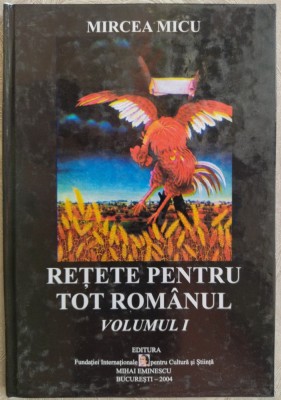 MIRCEA MICU
REȚETE PENTRU
TOT ROMÂNUL
VOLUMUL I
EDITURA
Fundației Internaționale pentru Cultură și Știință
MIHAI EMINESCU
BUCUREȘTI - 2004